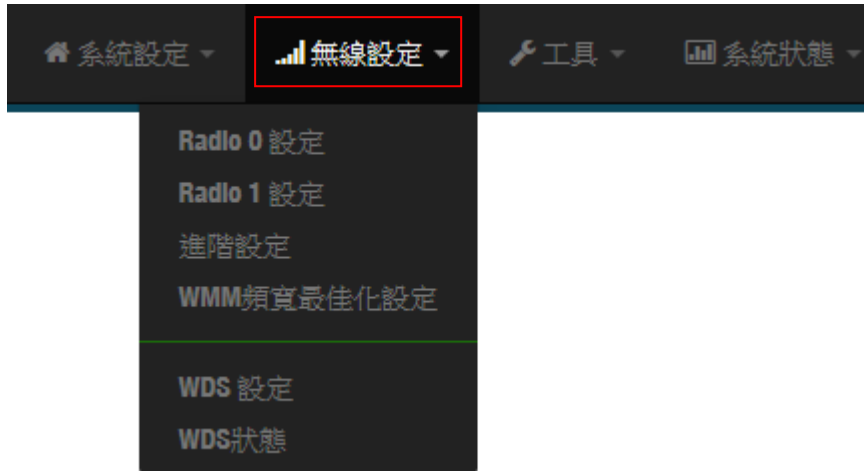 系統設定 無線設定 工具 系統狀態
Radio 0 設定
Radio 1 設定
進階設定
WMM頻寬最佳化設定
WDS 設定
WDS狀態